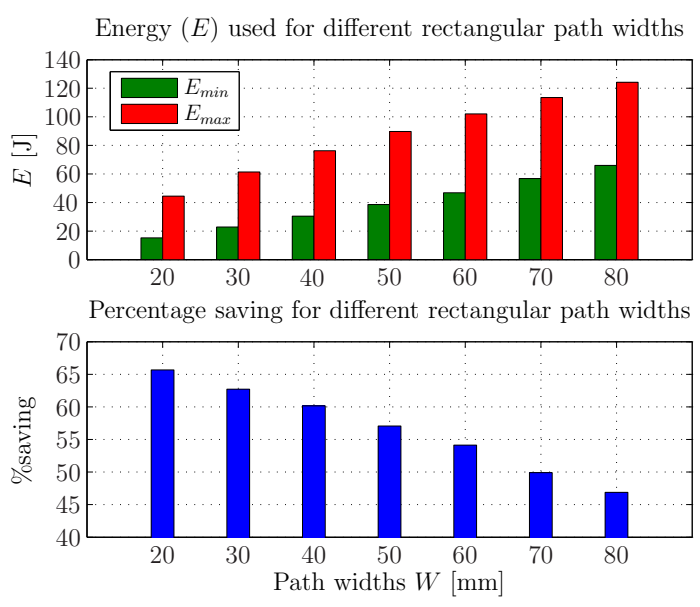 Energy (E) used for different rectangular path widths
140
120
100
80
60
40
20
0
E [J]
E_min
E_max
20 30 40 50 60 70 80
Percentage saving for different rectangular path widths
70
65
60
55
50
45
40
%saving
20 30 40 50 60 70 80
Path widths W [mm]